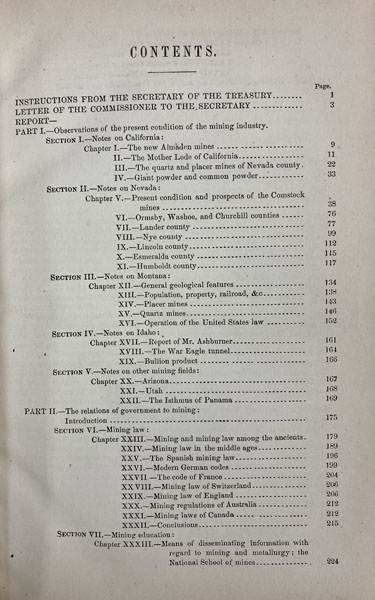 CONTENTS.
Page.
INSTRUCTIONS FROM THE SECRETARY OF THE TREASURY........ 1
LETTER OF THE COMMISSIONER TO THE SECRETARY ............ 3
REPORT—
PART I.—Observations of the present condition of the mining industry.
SECTION I.—Notes on California:
Chapter I.—The new Almaden mines ........ 9
II.—The Mother Lode of California........ 11
III.—The quartz and placer mines of Nevada county. 22
IV.—Giant powder and common powder........ 33
SECTION II.—Notes on Nevada:
Chapter V.—Present condition and prospects of the Comstock
mines ........ 38
VI.—Ormsby, Washoe, and Churchill counties ...... 76
VII.—Lander county ........ 77
VIII.—Nye county ........ 99
IX.—Lincoln county ........ 112
X.—Esmeralda county ........ 115
XI.—Humboldt county ........ 117
SECTION III.—Notes on Montana:
Chapter XII.—General geological features ........ 134
XIII.—Population, property, railroad, &c........ 138
XIV.—Placer mines ........ 143
XV.—Quartz mines........ 146
XVI.—Operation of the United States law ........ 152
SECTION IV.—Notes on Idaho:
Chapter XVII.—Report of Mr. Ashburner........ 161
XVIII.—The War Eagle tunnel........ 164
XIX.—Bullion product ........ 166
SECTION V.—Notes on other mining fields:
Chapter XX.—Arizona........ 167
XXI.—Utah ........ 168
XXII.—The Isthmus of Panama ........ 169
PART II.—The relations of government to mining:
Introduction ........ 175
SECTION VI.—Mining law:
Chapter XXIII.—Mining and mining law among the ancients. 179
XXIV.—Mining law in the middle ages........ 189
XXV.—The Spanish mining law........ 196
XXVI.—Modern German codes ........ 199
XXVII.—The code of France ........ 204
XXVIII.—Mining law of Switzerland........ 206
XXIX.—Mining law of England ........ 206
XXX.—Mining regulations of Australia ........ 212
XXXI.—Mining laws of Canada ........ 212
XXXII.—Conclusions........ 215
SECTION VII.—Mining education:
Chapter XXXIII.—Means of disseminating information with
regard to mining and metallurgy; the
National School of mines........ 224